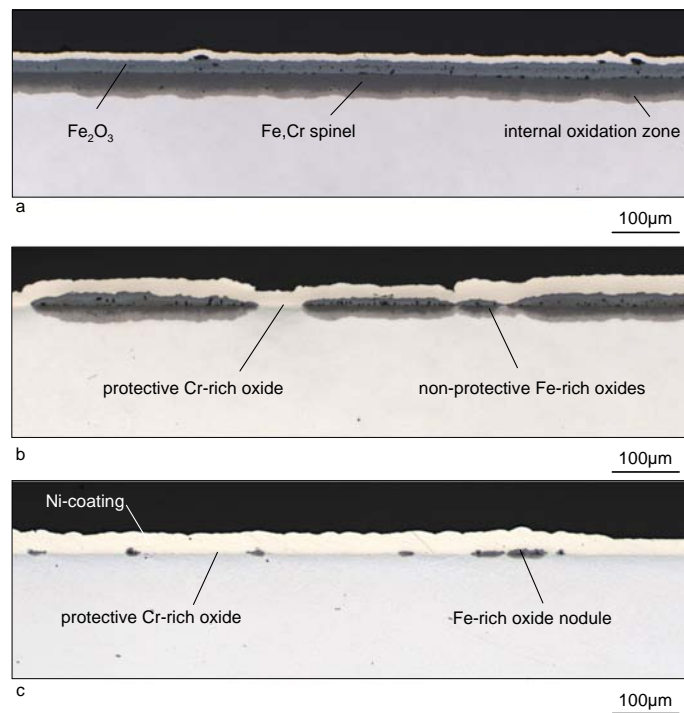 Fe₂O₃
Fe,Cr spinel
internal oxidation zone
a
100µm
protective Cr-rich oxide
non-protective Fe-rich oxides
b
100µm
Ni-coating
protective Cr-rich oxide
Fe-rich oxide nodule
c
100µm